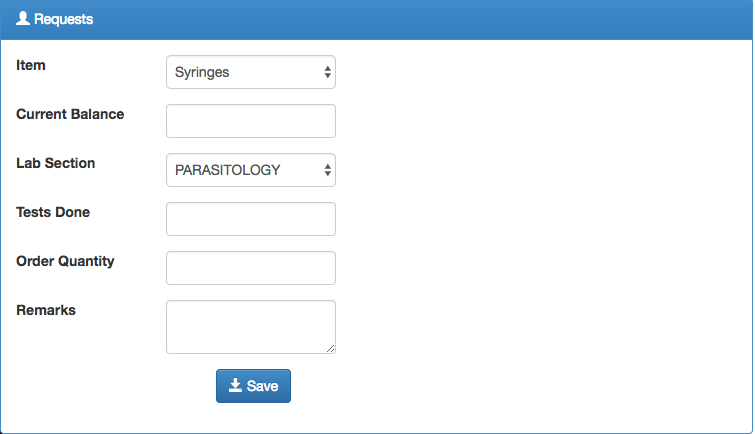 Requests
Item
Syringes
Current Balance
Lab Section
PARASITOLOGY
Tests Done
Order Quantity
Remarks
Save